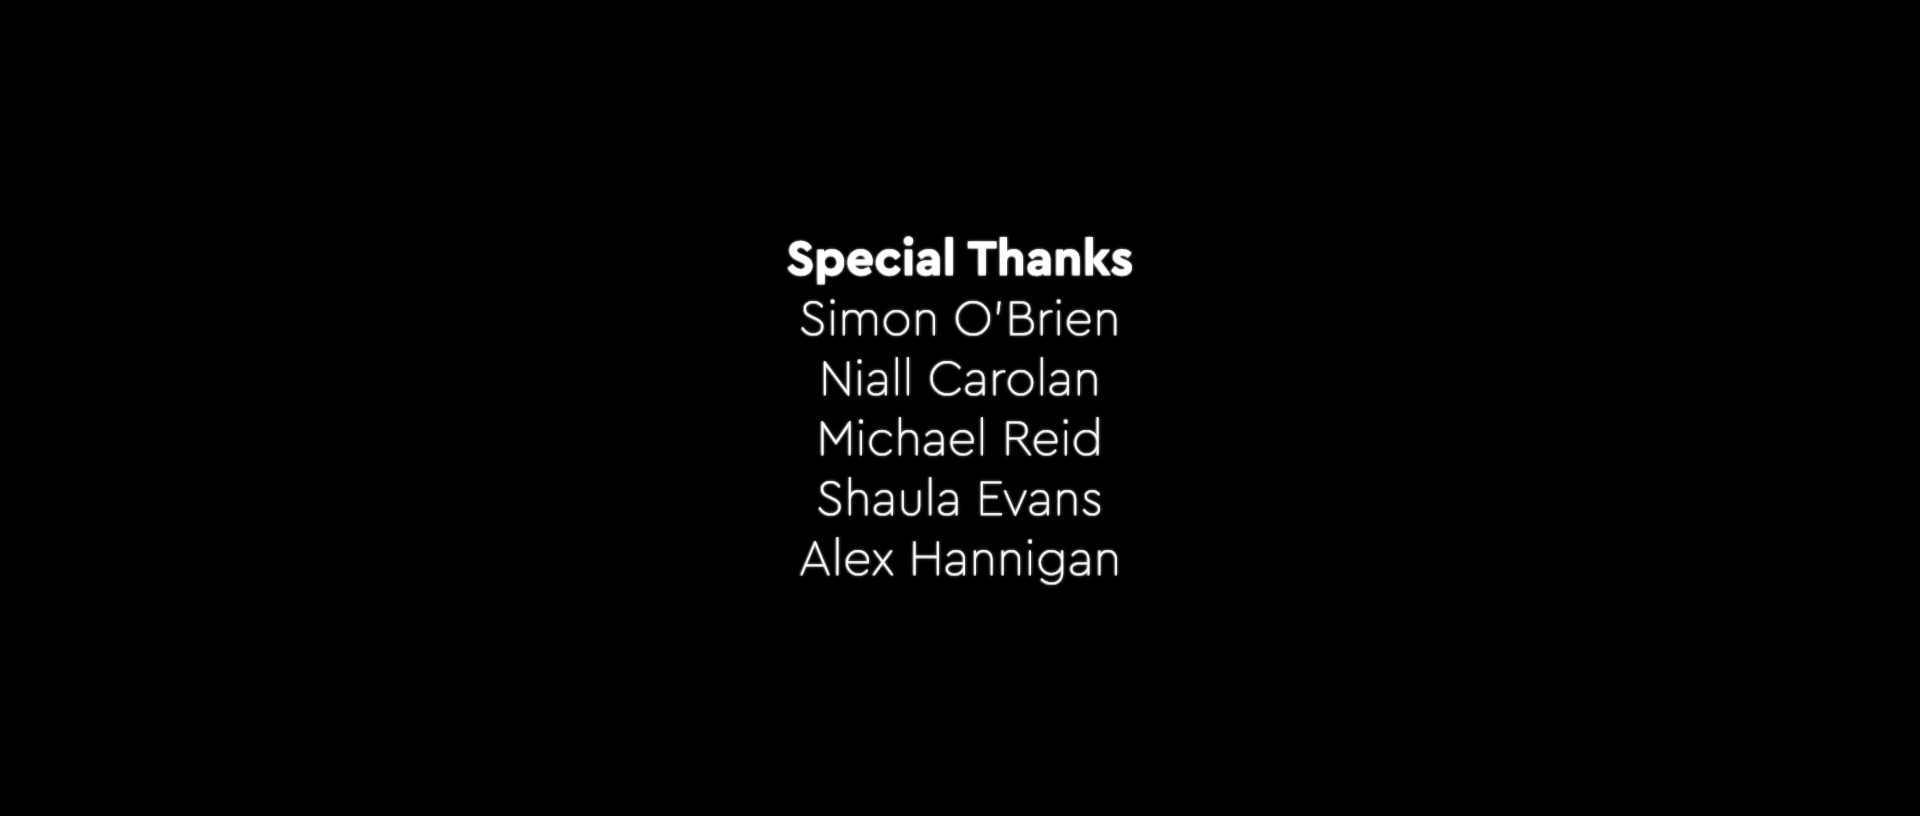 Special Thanks
Simon O'Brien
Niall Carolan
Michael Reid
Shaula Evans
Alex Hannigan